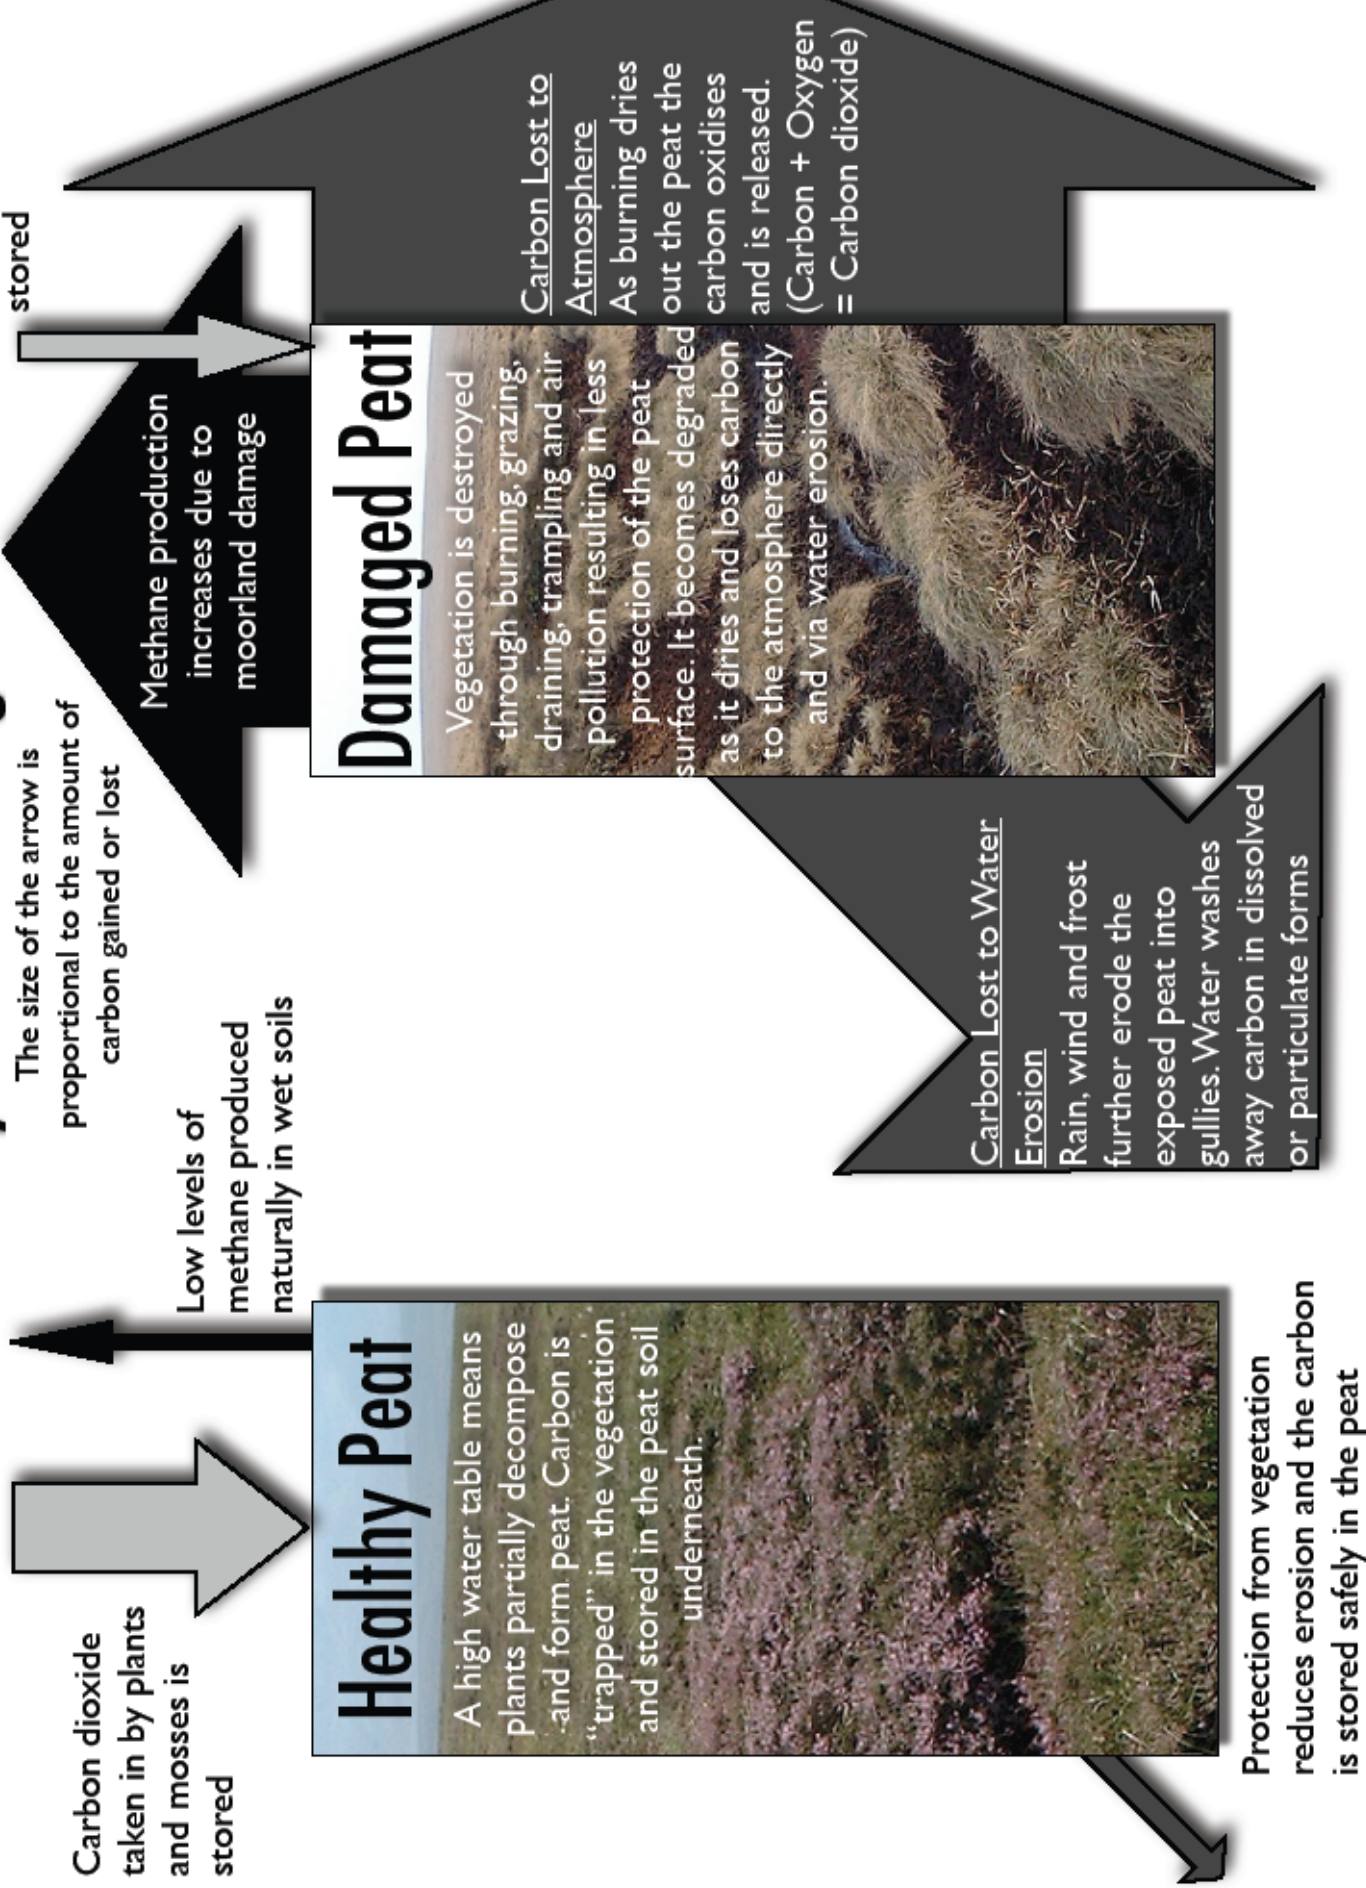 Carbon dioxide
taken in by plants
and mosses is
stored
Low levels of
methane produced
naturally in wet soils
Healthy Peat
A high water table means
plants partially decompose
and form peat. Carbon is
“trapped” in the vegetation
and stored in the peat soil
underneath.
Protection from vegetation
reduces erosion and the carbon
is stored safely in the peat
The size of the arrow is
proportional to the amount of
carbon gained or lost
stored
Methane production
increases due to
moorland damage
Damaged Peat
Vegetation is destroyed
through burning, grazing,
draining, trampling and air
pollution resulting in less
protection of the peat
surface. It becomes degraded
as it dries and loses carbon
to the atmosphere directly
and via water erosion.
Carbon Lost to Water
Erosion
Rain, wind and frost
further erode the
exposed peat into
gullies. Water washes
away carbon in dissolved
or particulate forms
Carbon Lost to
Atmosphere
As burning dries
out the peat the
carbon oxidises
and is released.
(Carbon + Oxygen
= Carbon dioxide)